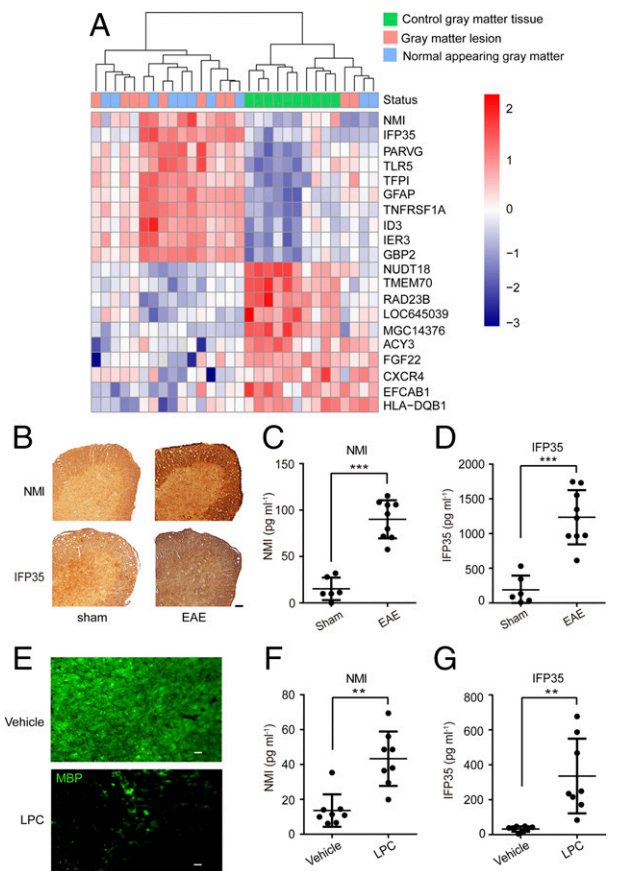 A
Control gray matter tissue
Gray matter lesion
Normal appearing gray matter
Status
NMI
IFP35
PARVG
TLR5
TFPI
GFAP
TNFRSF1A
ID3
IER3
GBP2
NUDT18
TMEM70
RAD23B
LOC645039
MGC14376
ACY3
FGF22
CXCR4
EFCAB1
HLA−DQB1
2
1
0
−1
−2
−3
B
NMI
IFP35
sham
EAE
C
NMI
***
NMI (pg ml-1)
150
100
50
0
Sham
EAE
D
IFP35
***
IFP35 (pg ml-1)
2000
1500
1000
500
0
Sham
EAE
E
Vehicle
MBP
LPC
F
NMI
**
NMI (pg ml-1)
80
60
40
20
0
Vehicle
LPC
G
IFP35
**
IFP35 (pg ml-1)
800
600
400
200
0
Vehicle
LPC